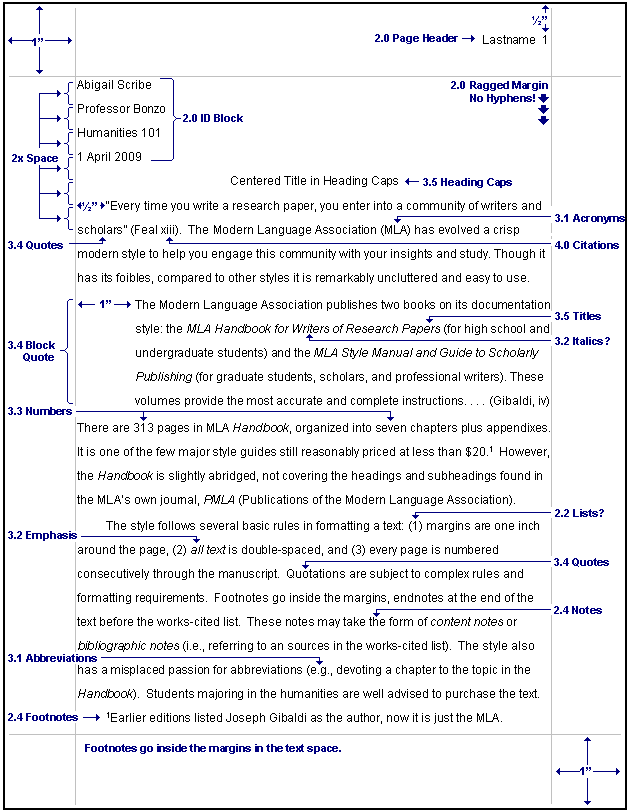 ½”
1”
2.0 Page Header Lastname 1
Abigail Scribe
2.0 Ragged Margin
No Hyphens!
Professor Bonzo
2.0 ID Block
Humanities 101
2x Space
1 April 2009
Centered Title in Heading Caps 3.5 Heading Caps
½” "Every time you write a research paper, you enter into a community of writers and
3.1 Acronyms
scholars” (Feal xiii).  The Modern Language Association (MLA) has evolved a crisp
3.4 Quotes
4.0 Citations
modern style to help you engage this community with your insights and study. Though it
has its foibles, compared to other styles it is remarkably uncluttered and easy to use.
1” The Modern Language Association publishes two books on its documentation
3.5 Titles
style: the MLA Handbook for Writers of Research Papers (for high school and
3.2 Italics?
3.4 Block
Quote
undergraduate students) and the MLA Style Manual and Guide to Scholarly
Publishing (for graduate students, scholars, and professional writers). These
volumes provide the most accurate and complete instructions. . . . (Gibaldi, iv)
3.3 Numbers
There are 313 pages in MLA Handbook, organized into seven chapters plus appendixes.
It is one of the few major style guides still reasonably priced at less than $20.¹  However,
the Handbook is slightly abridged, not covering the headings and subheadings found in
the MLA’s own journal, PMLA (Publications of the Modern Language Association).
2.2 Lists?
The style follows several basic rules in formatting a text: (1) margins are one inch
3.2 Emphasis
around the page, (2) all text is double-spaced, and (3) every page is numbered
3.4 Quotes
consecutively through the manuscript.  Quotations are subject to complex rules and
formatting requirements.  Footnotes go inside the margins, endnotes at the end of the
2.4 Notes
text before the works-cited list.  These notes may take the form of content notes or
bibliographic notes (i.e., referring to an sources in the works-cited list).  The style also
3.1 Abbreviations
has a misplaced passion for abbreviations (e.g., devoting a chapter to the topic in the
Handbook).  Students majoring in the humanities are well advised to purchase the text.
2.4 Footnotes ¹Earlier editions listed Joseph Gibaldi as the author, now it is just the MLA.
Footnotes go inside the margins in the text space.
1”